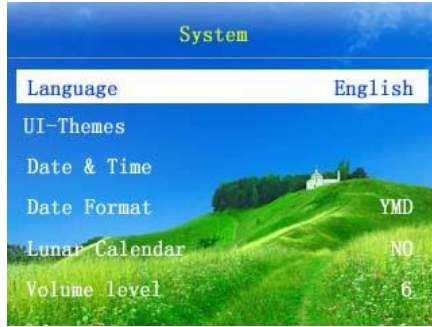 System
Language English
UI-Themes
Date & Time
Date Format YMD
Lunar Calendar NO
Volume level 6